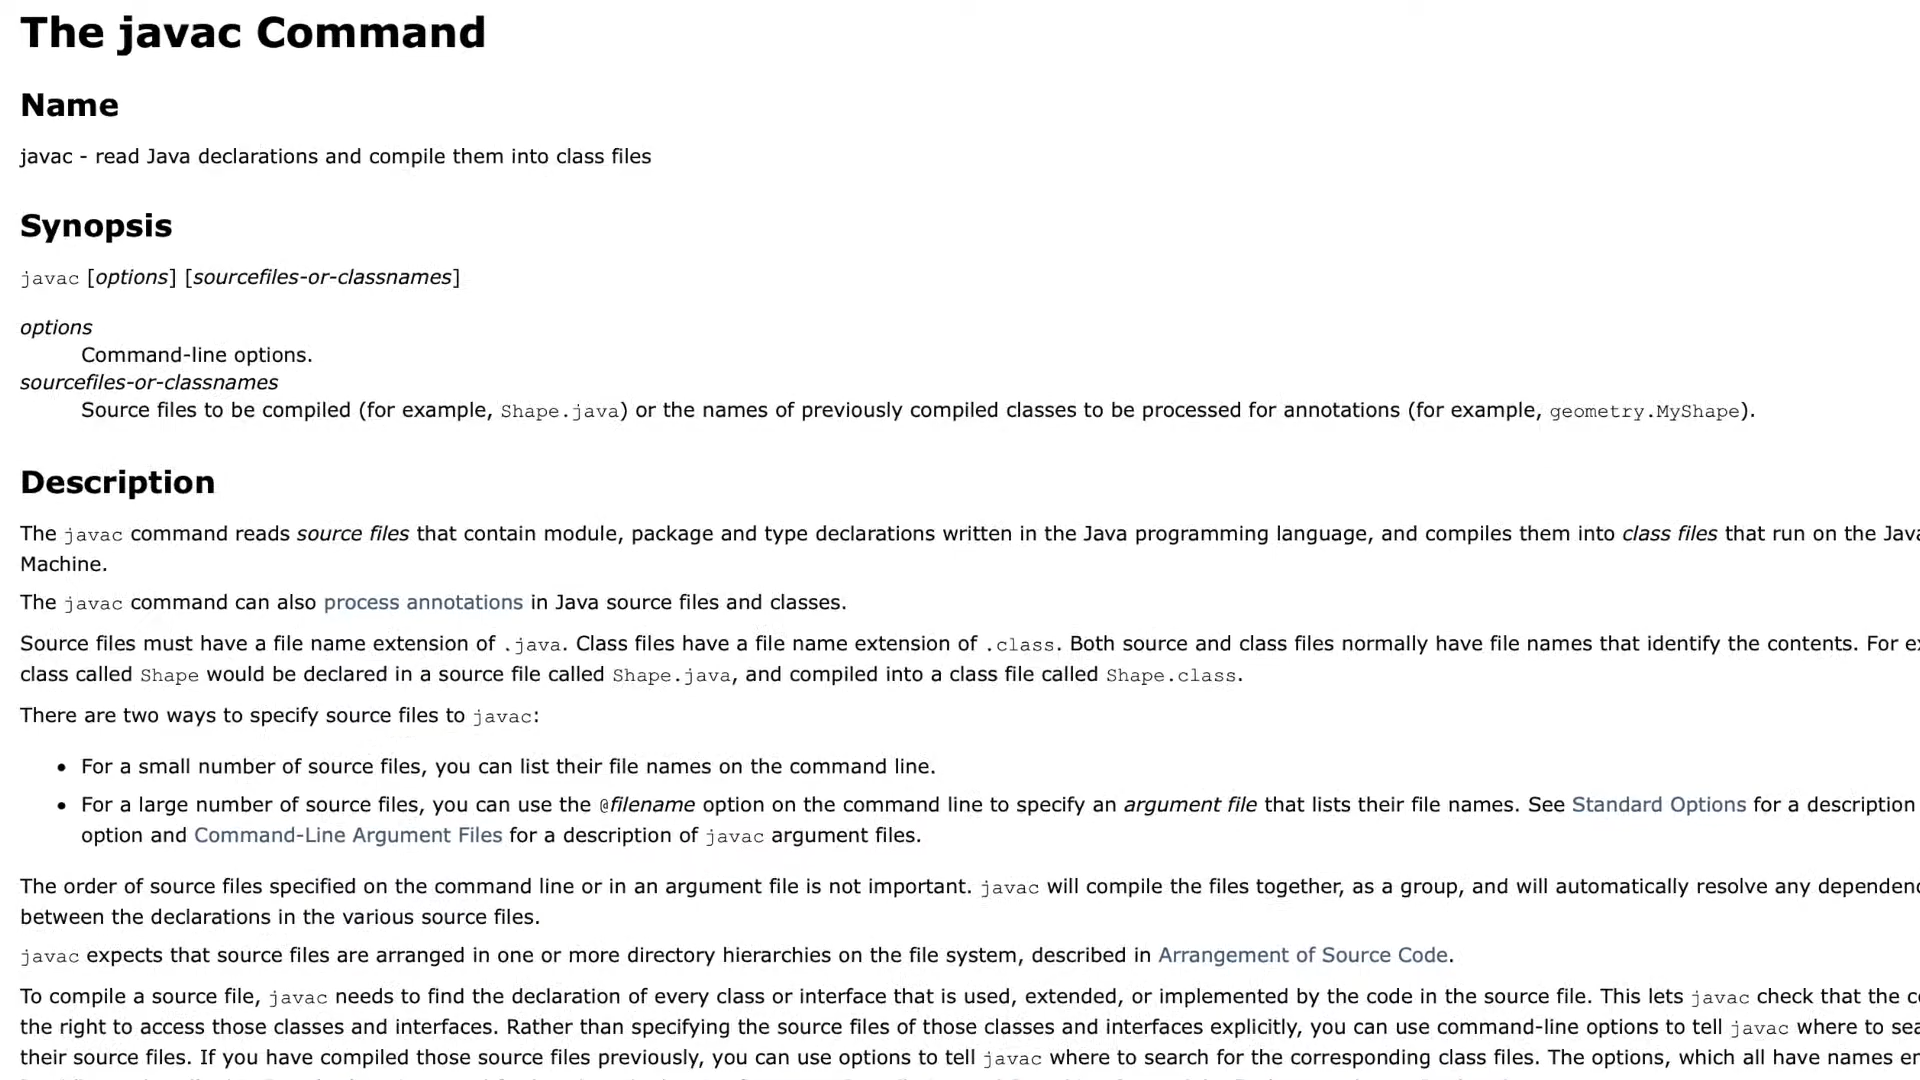 The javac Command
Name
javac - read Java declarations and compile them into class files
Synopsis
javac [options] [sourcefiles-or-classnames]
options
Command-line options.
sourcefiles-or-classnames
Source files to be compiled (for example, Shape.java) or the names of previously compiled classes to be processed for annotations (for example, geometry.MyShape).
Description
The javac command reads source files that contain module, package and type declarations written in the Java programming language, and compiles them into class files that run on the Java
Machine.
The javac command can also process annotations in Java source files and classes.
Source files must have a file name extension of .java. Class files have a file name extension of .class. Both source and class files normally have file names that identify the contents. For
class called Shape would be declared in a source file called Shape.java, and compiled into a class file called Shape.class.
There are two ways to specify source files to javac:
• For a small number of source files, you can list their file names on the command line.
• For a large number of source files, you can use the @filename option on the command line to specify an argument file that lists their file names. See Standard Options for a description
option and Command-Line Argument Files for a description of javac argument files.
The order of source files specified on the command line or in an argument file is not important. javac will compile the files together, as a group, and will automatically resolve any
between the declarations in the various source files.
javac expects that source files are arranged in one or more directory hierarchies on the file system, described in Arrangement of Source Code.
To compile a source file, javac needs to find the declaration of every class or interface that is used, extended, or implemented by the code in the source file. This lets javac check that the
the right to access those classes and interfaces. Rather than specifying the source files of those classes and interfaces explicitly, you can use command-line options to tell javac where to
their source files. If you have compiled those source files previously, you can use options to tell javac where to search for the corresponding class files. The options, which all have names